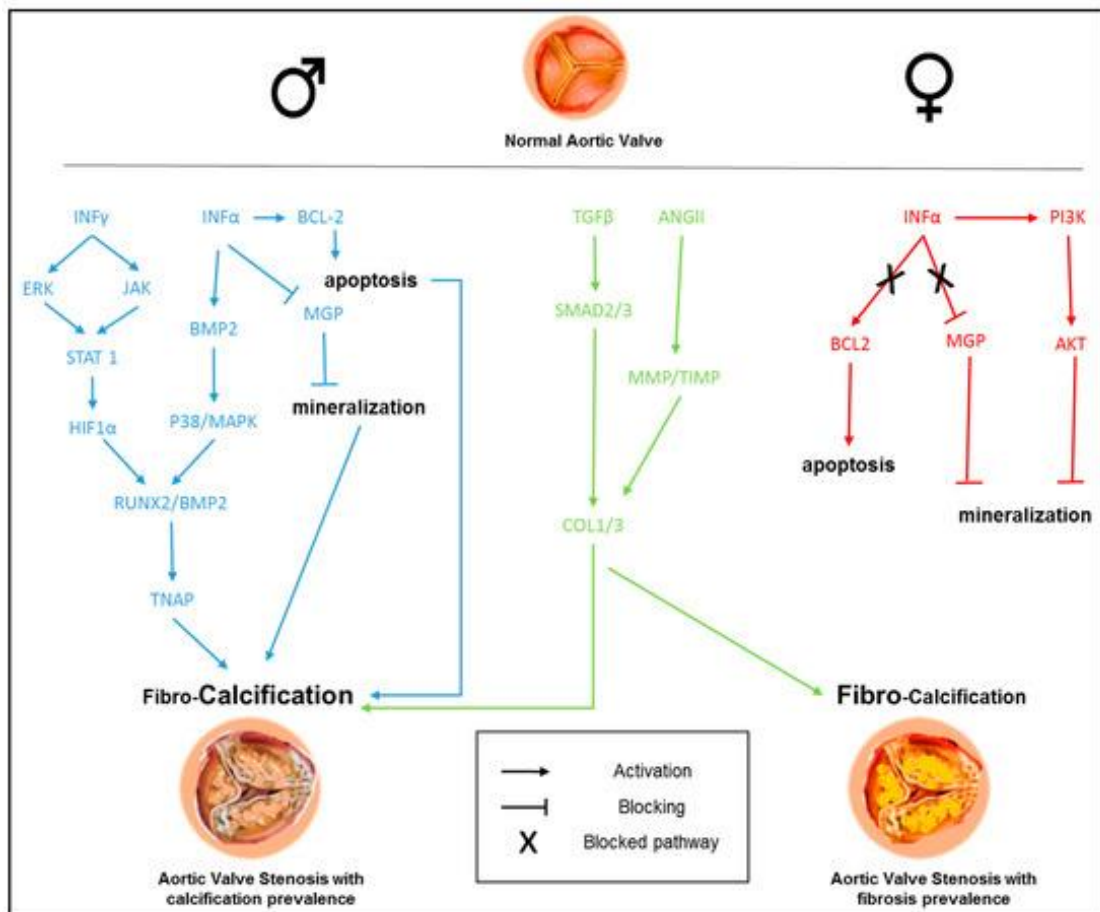 ♂
♀
Normal Aortic Valve
INFγ
INFα
BCL-2
TGFβ
ANGII
INFα
PI3K
apoptosis
ERK
JAK
MGP
SMAD2/3
BMP2
BCL2
MGP
AKT
STAT 1
MMP/TIMP
mineralization
HIF1α
P38/MAPK
apoptosis
RUNX2/BMP2
mineralization
COL1/3
TNAP
Fibro-Calcification
Fibro-Calcification
Activation
Blocking
X Blocked pathway
Aortic Valve Stenosis with
calcification prevalence
Aortic Valve Stenosis with
fibrosis prevalence